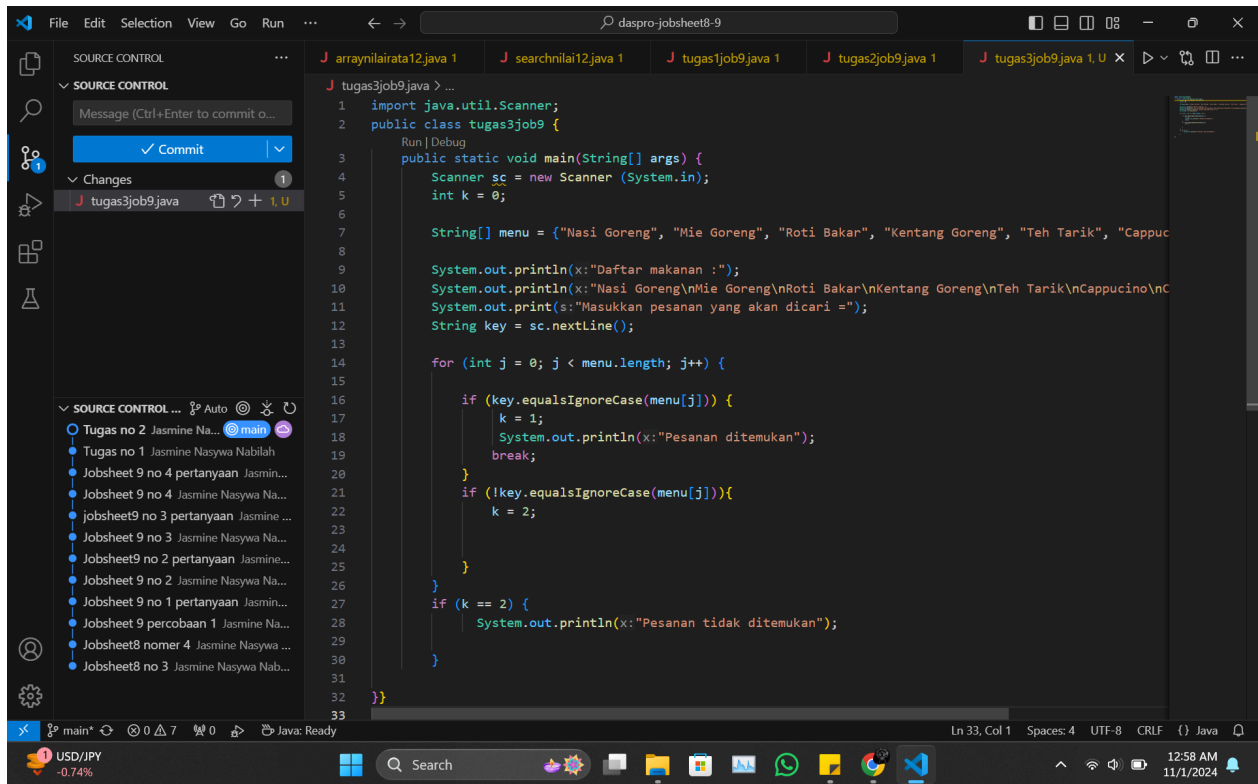 File Edit Selection View Go Run ··· ← → daspro-jobsheet8-9
SOURCE CONTROL ···
SOURCE CONTROL
Message (Ctrl+Enter to commit o...
Commit
Changes 1
J tugas3job9.java 1, U
SOURCE CONTROL ... Auto
Tugas no 2 Jasmine Na... main
Tugas no 1 Jasmine Nasywa Nabilah
Jobsheet 9 no 4 pertanyaan Jasmin...
Jobsheet 9 no 4 Jasmine Nasywa Na...
jobsheet9 no 3 pertanyaan Jasmine ...
Jobsheet 9 no 3 Jasmine Nasywa Na...
Jobsheet9 no 2 pertanyaan Jasmine...
Jobsheet 9 no 2 Jasmine Nasywa Na...
Jobsheet 9 no 1 pertanyaan Jasmin...
Jobsheet 9 percobaan 1 Jasmine Na...
Jobsheet8 nomer 4 Jasmine Nasywa ...
Jobsheet8 no 3 Jasmine Nasywa Nab...
J arraynilairata12.java 1 J searchnilai12.java 1 J tugas1job9.java 1 J tugas2job9.java 1 J tugas3job9.java 1, U
J tugas3job9.java > ...
1 import java.util.Scanner;
2 public class tugas3job9 {
Run | Debug
3 public static void main(String[] args) {
4 Scanner sc = new Scanner (System.in);
5 int k = 0;
6
7 String[] menu = {"Nasi Goreng", "Mie Goreng", "Roti Bakar", "Kentang Goreng", "Teh Tarik", "Cappuc
8
9 System.out.println(x:"Daftar makanan :");
10 System.out.println(x:"Nasi Goreng\nMie Goreng\nRoti Bakar\nKentang Goreng\nTeh Tarik\nCappucino\nC
11 System.out.print(s:"Masukkan pesanan yang akan dicari =");
12 String key = sc.nextLine();
13
14 for (int j = 0; j < menu.length; j++) {
15
16 if (key.equalsIgnoreCase(menu[j])) {
17 k = 1;
18 System.out.println(x:"Pesanan ditemukan");
19 break;
20 }
21 if (!key.equalsIgnoreCase(menu[j])){
22 k = 2;
23
24
25 }
26 }
27 if (k == 2) {
28 System.out.println(x:"Pesanan tidak ditemukan");
29
30 }
31
32 }}
33
main* 0 7 0 Java: Ready Ln 33, Col 1 Spaces: 4 UTF-8 CRLF {} Java
1 USD/JPY
-0.74%
Search
12:58 AM
11/1/2024